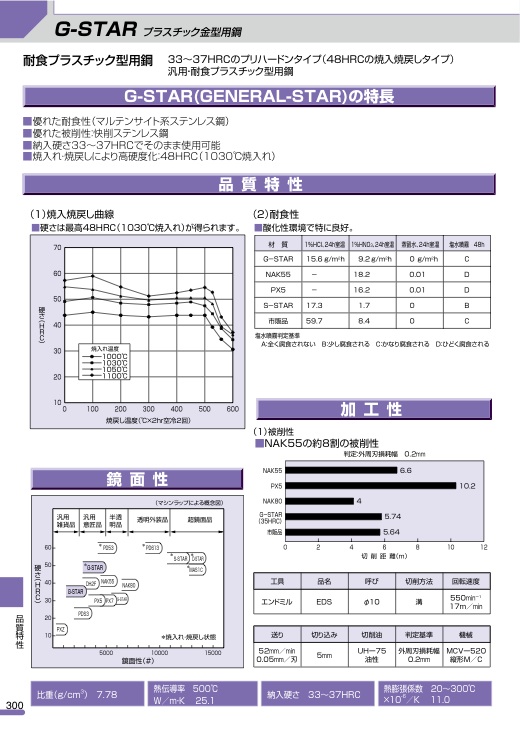 G-STAR プラスチック金型用鋼
耐食プラスチック型用鋼
33～37HRCのプリハードンタイプ(48HRCの焼入焼戻しタイプ)
汎用・耐食プラスチック型用鋼
G-STAR(GENERAL-STAR)の特長
■優れた耐食性(マルテンサイト系ステンレス鋼)
■優れた被削性:快削ステンレス鋼
■納入硬さ33～37HRCでそのまま使用可能
■焼入れ・焼戻しにより高硬度化:48HRC(1030℃焼入れ)
品質特性
(1)焼入焼戻し曲線
■硬さは最高48HRC(1030℃焼入れ)が得られます。
70
60
50
40
30
20
10
硬さ(HRC)
焼入れ温度
1000℃
1030℃
1050℃
1100℃
0 100 200 300 400 500 600
焼戻し温度(℃×2hr空冷2回)
(2)耐食性
■酸化性環境で特に良好。
材質 1%HCl,24h室温 1%HNO₃,24h室温 蒸留水,24h室温 塩水噴霧 48h
G-STAR 15.6 g/m²h 9.2 g/m²h 0 g/m²h C
NAK55 － 18.2 0.01 D
PX5 － 16.2 0.01 D
S-STAR 17.3 1.7 0 B
市販品 59.7 6.4 0 C
塩水噴霧判定基準
A:全く腐食されない B:少し腐食される C:かなり腐食される D:ひどく腐食される
加工性
(1)被削性
■NAK55の約8割の被削性
判定:外周刃損耗幅 0.2mm
NAK55 6.6
PX5 10.2
NAK80 4
G-STAR (35HRC) 5.74
市販品 5.64
0 2 4 6 8 10 12
切削距離(m)
工具 品名 呼び 切削方法 回転速度
エンドミル EDS φ10 溝 550min⁻¹ 17m/min
送り 切り込み 切削油 判定基準 機械
52mm/min 0.05mm/刃 5mm UH-75 油性 外周刃損耗幅 0.2mm MCV-520 縦形M/C
鏡面性
(マシンラップによる概念図)
汎用雑貨品 汎用意匠品 半透明品 透明外装品 超鏡面品
60
50
40
30
20
10
硬さ(HRC)
*PD53 *PD613
*S-STAR *DSTAR
*G-STAR *MAS1C
DH2F NAK55 NAK80
G-STAR
PX5 PX7 S-STAR
PDS3
PXZ
*焼入れ・焼戻し状態
5000 10000 15000
鏡面性(#)
比重(g/cm³) 7.78
熱伝導率 500℃
W/m・K 25.1
納入硬さ 33～37HRC
熱膨張係数 20～300℃
×10⁻⁶/K 11.0
品質特性
300